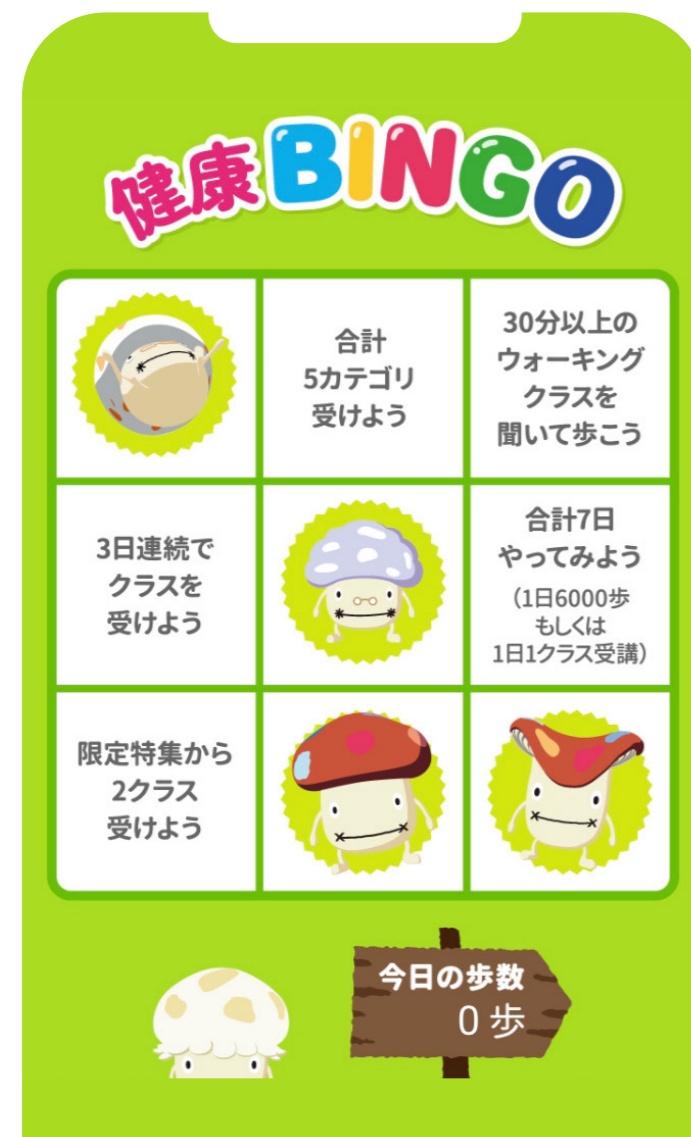 健康BINGO
合計
5カテゴリ
受けよう
30分以上の
ウォーキング
クラスを
聞いて歩こう
3日連続で
クラスを
受けよう
合計7日
やってみよう
(1日6000歩
もしくは
1日1クラス受講)
限定特集から
2クラス
受けよう
今日の歩数
0 歩